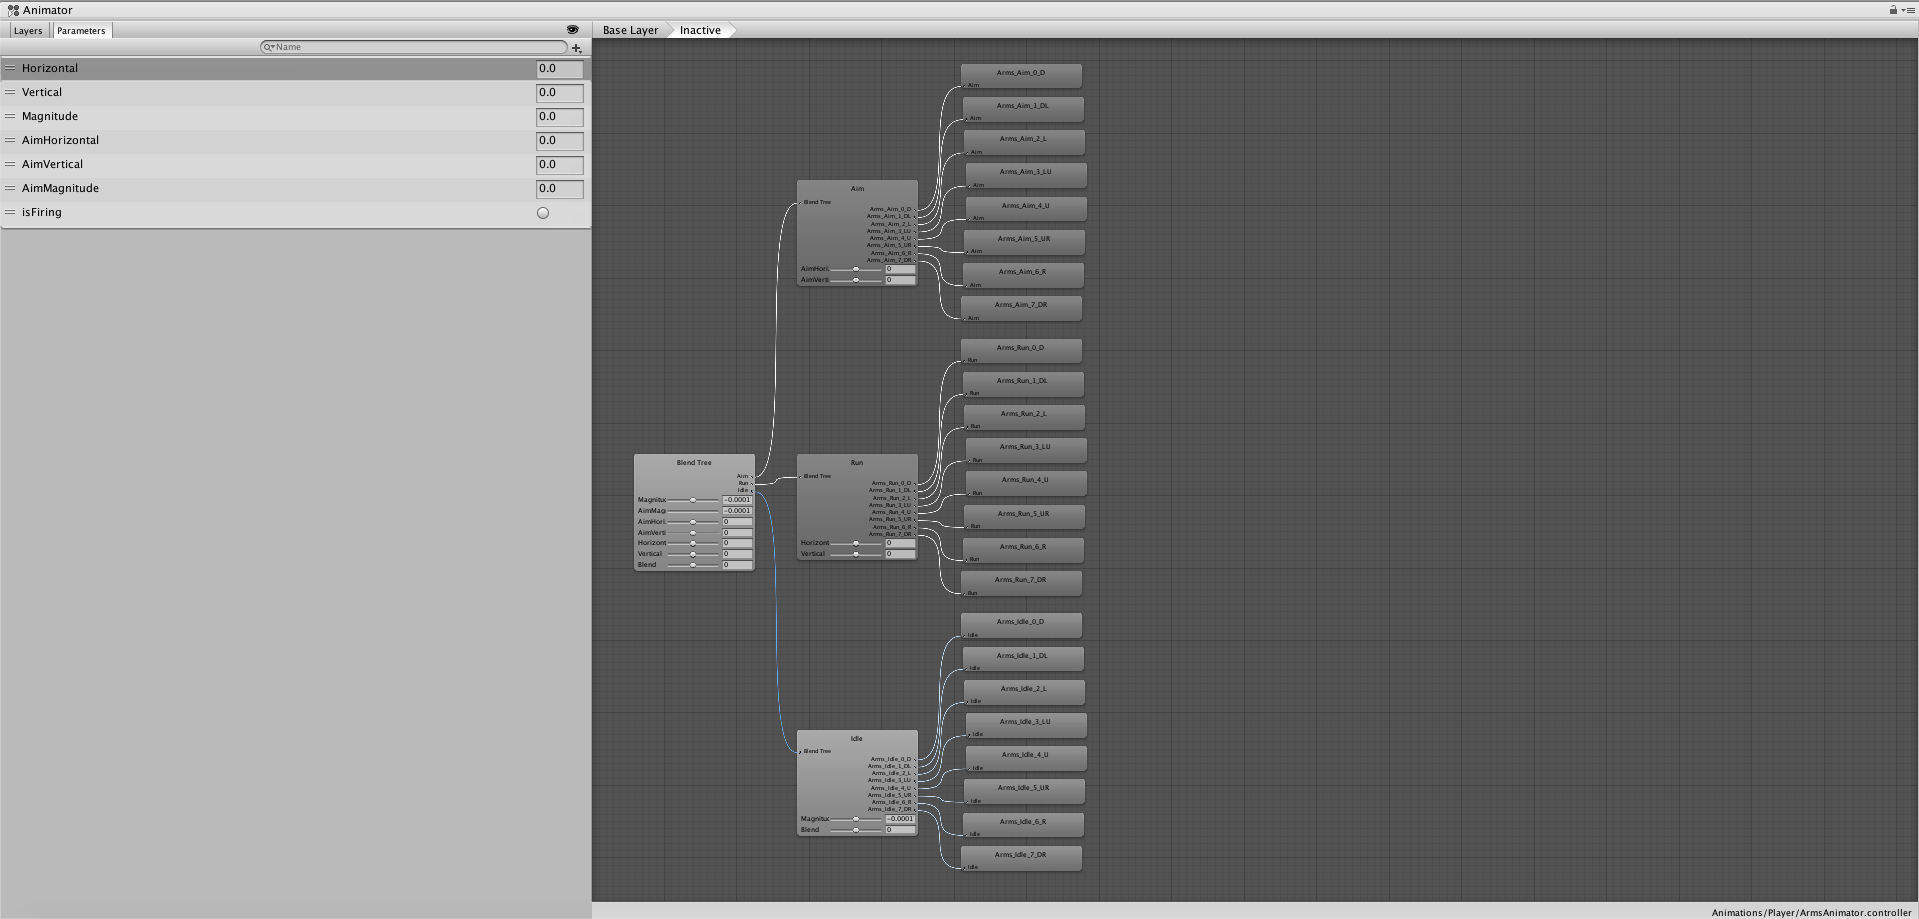 Animator
Layers
Parameters
Name
Horizontal 0.0
Vertical 0.0
Magnitude 0.0
AimHorizontal 0.0
AimVertical 0.0
AimMagnitude 0.0
isFiring
Base Layer
Inactive
Blend Tree
Aim
Run
Idle
Magnitu -0.0001
AimMag -0.0001
AimHori 0
AimVert 0
Horizont 0
Vertical 0
Blend 0
Aim
Blend Tree
Arms_Aim_0_D
Arms_Aim_1_DL
Arms_Aim_2_L
Arms_Aim_3_LU
Arms_Aim_4_U
Arms_Aim_5_UR
Arms_Aim_6_R
Arms_Aim_7_DR
AimHori 0
AimVert 0
Arms_Aim_0_D
Aim
Arms_Aim_1_DL
Aim
Arms_Aim_2_L
Aim
Arms_Aim_3_LU
Aim
Arms_Aim_4_U
Aim
Arms_Aim_5_UR
Aim
Arms_Aim_6_R
Aim
Arms_Aim_7_DR
Aim
Run
Blend Tree
Arms_Run_0_D
Arms_Run_1_DL
Arms_Run_2_L
Arms_Run_3_LU
Arms_Run_4_U
Arms_Run_5_UR
Arms_Run_6_R
Arms_Run_7_DR
Horizont 0
Vertical 0
Arms_Run_0_D
Run
Arms_Run_1_DL
Run
Arms_Run_2_L
Run
Arms_Run_3_LU
Run
Arms_Run_4_U
Run
Arms_Run_5_UR
Run
Arms_Run_6_R
Run
Arms_Run_7_DR
Run
Idle
Blend Tree
Arms_Idle_0_D
Arms_Idle_1_DL
Arms_Idle_2_L
Arms_Idle_3_LU
Arms_Idle_4_U
Arms_Idle_5_UR
Arms_Idle_6_R
Arms_Idle_7_DR
Magnitu -0.0001
Blend 0
Arms_Idle_0_D
Idle
Arms_Idle_1_DL
Idle
Arms_Idle_2_L
Idle
Arms_Idle_3_LU
Idle
Arms_Idle_4_U
Idle
Arms_Idle_5_UR
Idle
Arms_Idle_6_R
Idle
Arms_Idle_7_DR
Idle
Animations/Player/ArmsAnimator.controller